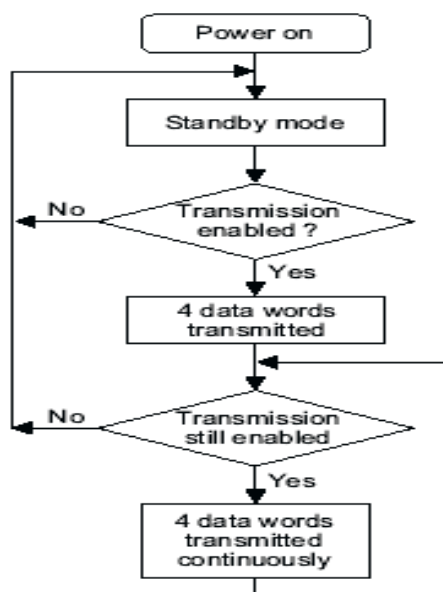 Power on
Standby mode
No
Transmission
enabled ?
Yes
4 data words
transmitted
No
Transmission
still enabled
Yes
4 data words
transmitted
continuously